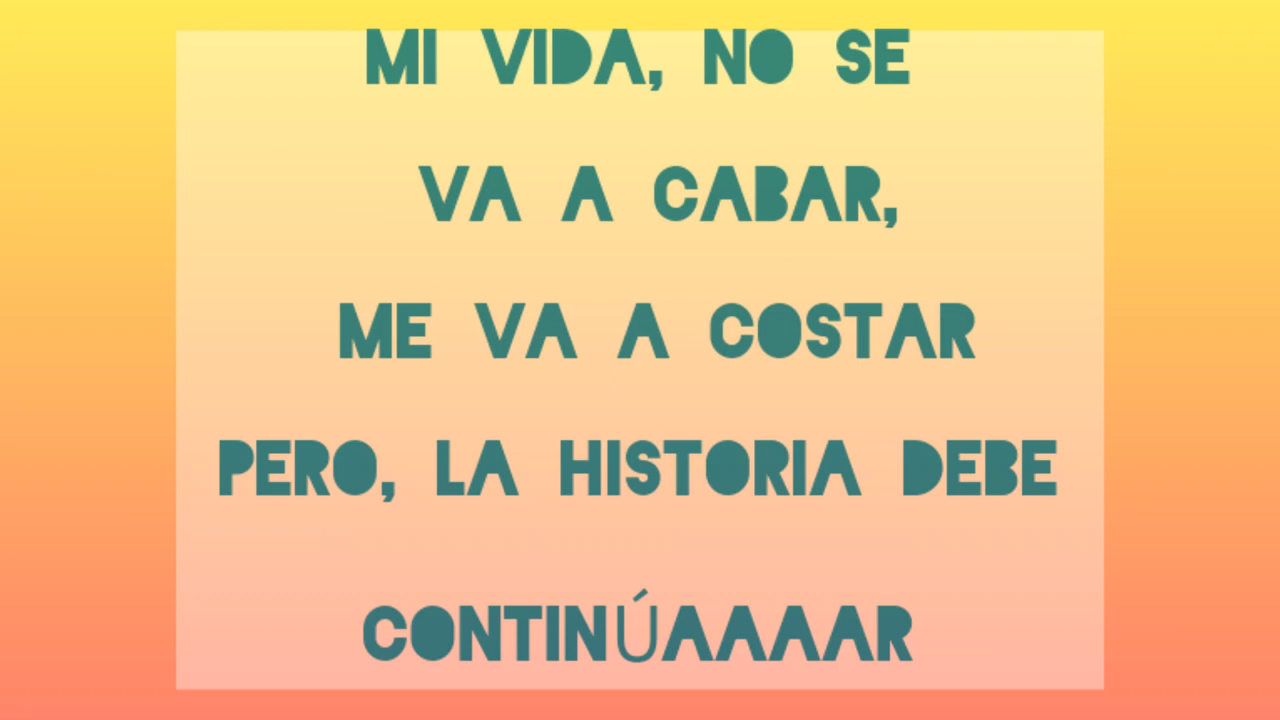 MI VIDA, NO SE
VA A CABAR,
ME VA A COSTAR
PERO, LA HISTORIA DEBE
CONTINÚAAAAR